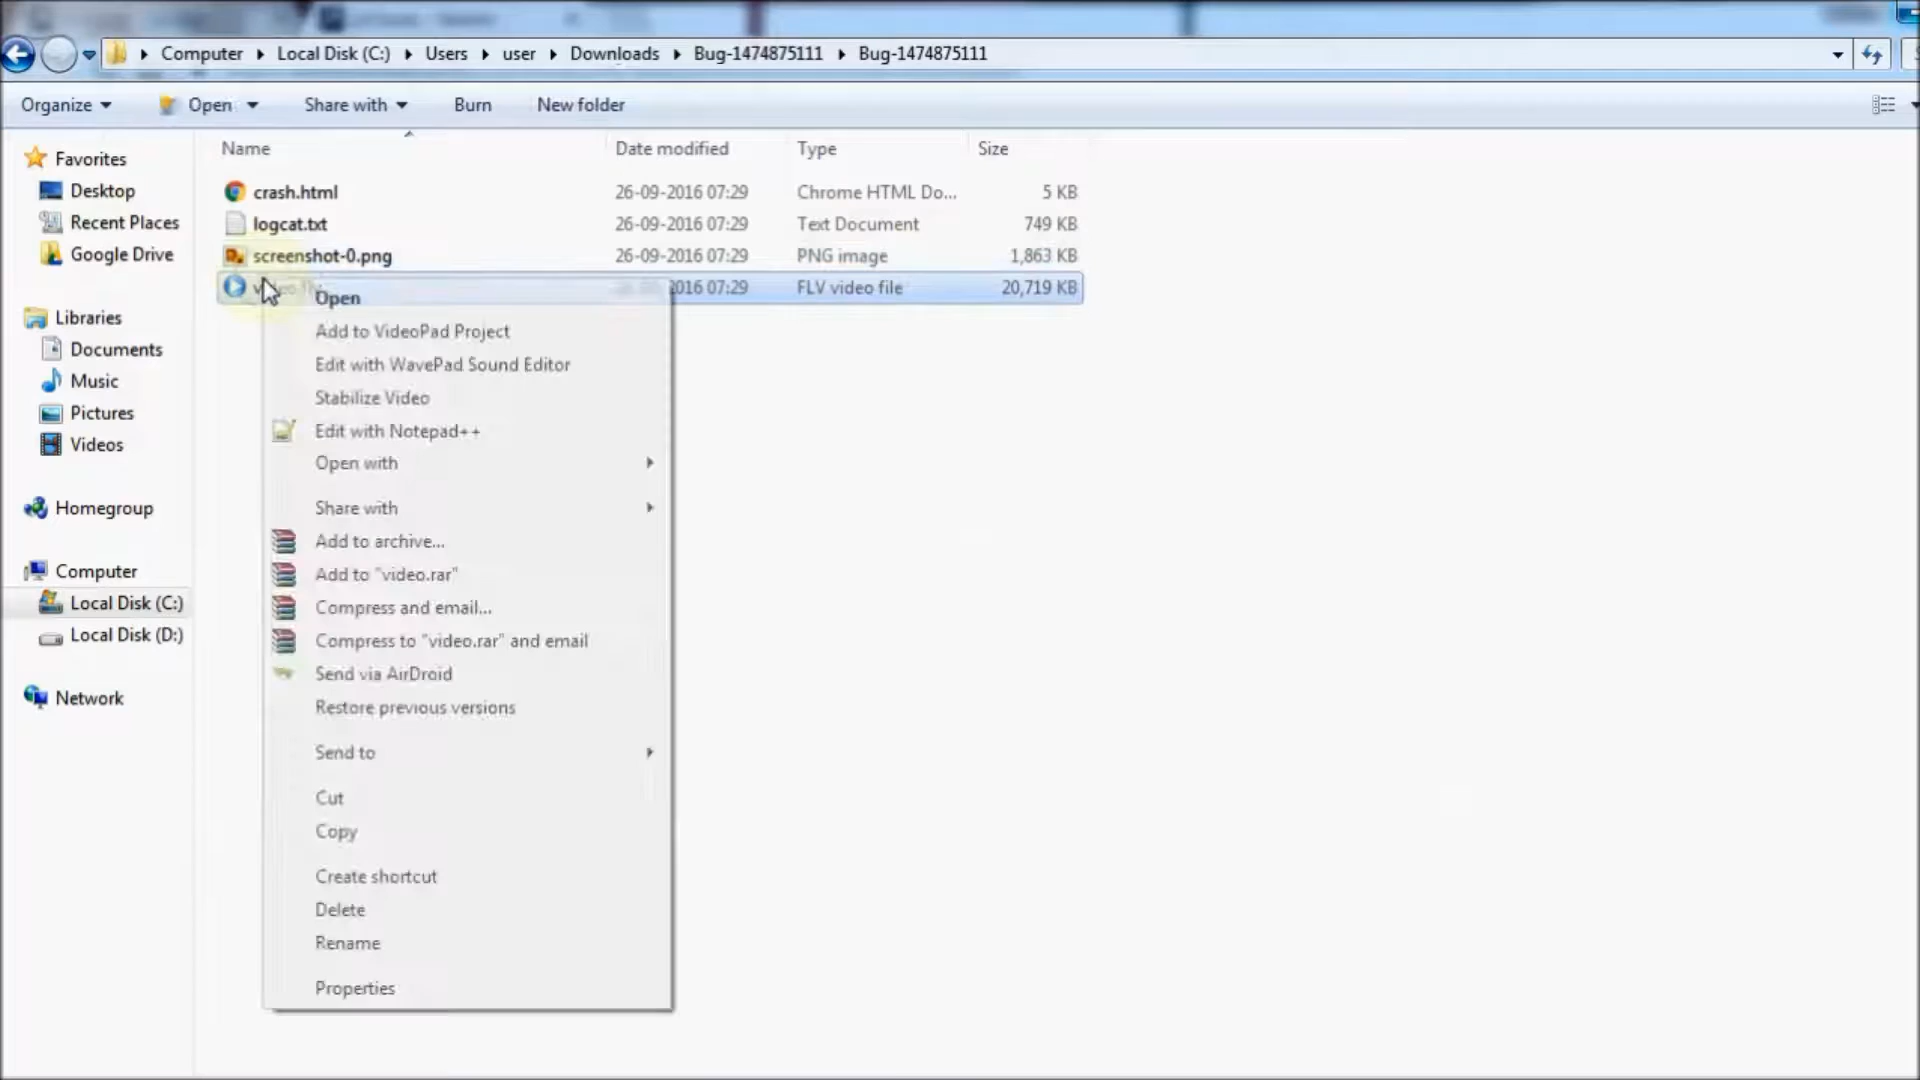 Computer Local Disk (C:) Users user Downloads Bug-1474875111 Bug-1474875111
Organize Open Share with Burn New folder
Name Date modified Type Size
Favorites
Desktop
Recent Places
Google Drive
Libraries
Documents
Music
Pictures
Videos
Homegroup
Computer
Local Disk (C:)
Local Disk (D:)
Network
crash.html 26-09-2016 07:29 Chrome HTML Do... 5 KB
logcat.txt 26-09-2016 07:29 Text Document 749 KB
screenshot-0.png 26-09-2016 07:29 PNG image 1,863 KB
2016 07:29 FLV video file 20,719 KB
Open
Add to VideoPad Project
Edit with WavePad Sound Editor
Stabilize Video
Edit with Notepad++
Open with
Share with
Add to archive...
Add to "video.rar"
Compress and email...
Compress to "video.rar" and email
Send via AirDroid
Restore previous versions
Send to
Cut
Copy
Create shortcut
Delete
Rename
Properties